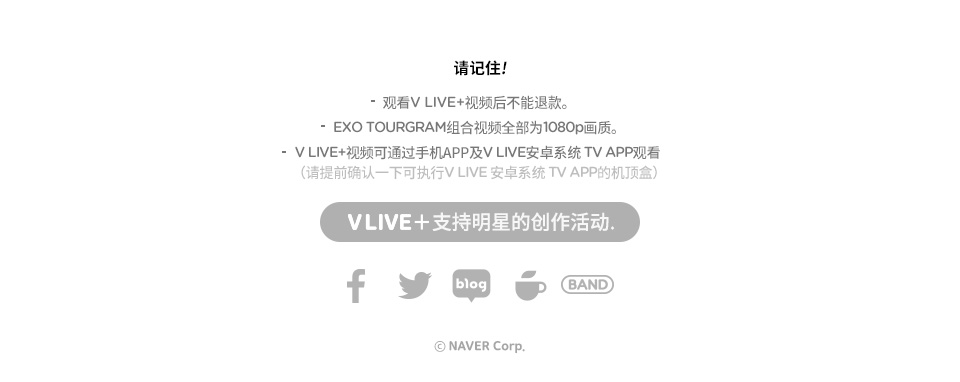 请记住!
- 观看V LIVE+视频后不能退款。
- EXO TOURGRAM组合视频全部为1080p画质。
- V LIVE+视频可通过手机APP及V LIVE安卓系统 TV APP观看
（请提前确认一下可执行V LIVE 安卓系统 TV APP的机顶盒）
V LIVE+支持明星的创作活动.
blog BAND
© NAVER Corp.